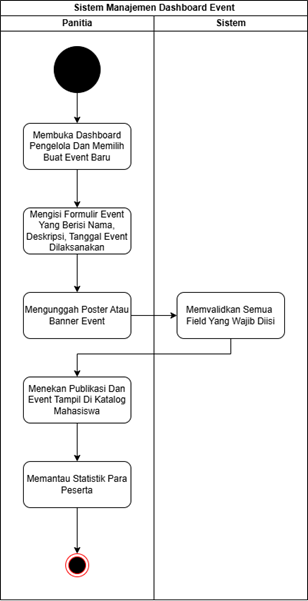 Sistem Manajemen Dashboard Event
Panitia
Sistem
Membuka Dashboard
Pengelola Dan Memilih
Buat Event Baru
Mengisi Formulir Event
Yang Berisi Nama,
Deskripsi, Tanggal Event
Dilaksanakan
Mengunggah Poster Atau
Banner Event
Memvalidkan Semua
Field Yang Wajib Diisi
Menekan Publikasi Dan
Event Tampil Di Katalog
Mahasiswa
Memantau Statistik Para
Peserta